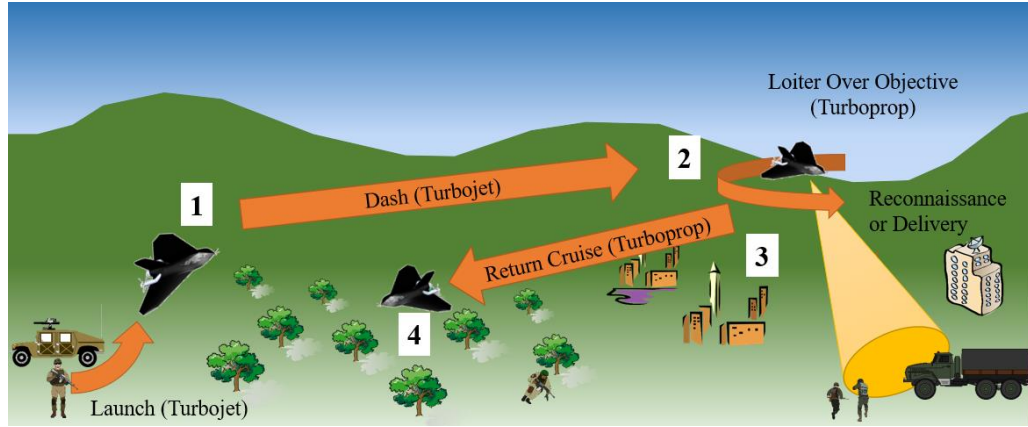 Loiter Over Objective
(Turboprop)
2
1
Dash (Turbojet)
Reconnaissance
or Delivery
Return Cruise (Turboprop)
3
4
Launch (Turbojet)